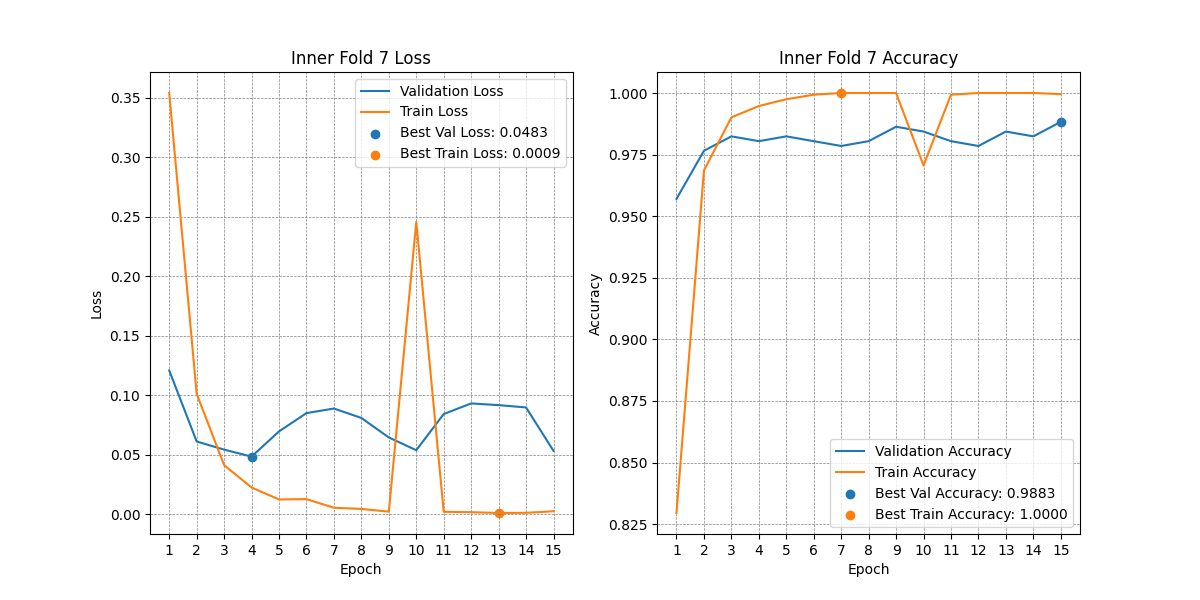 Inner Fold 7 Loss
Validation Loss
Train Loss
Best Val Loss: 0.0483
Best Train Loss: 0.0009
0.35
0.30
0.25
0.20
0.15
0.10
0.05
0.00
Loss
1 2 3 4 5 6 7 8 9 10 11 12 13 14 15
Epoch
Inner Fold 7 Accuracy
1.000
0.975
0.950
0.925
0.900
0.875
0.850
0.825
Accuracy
Validation Accuracy
Train Accuracy
Best Val Accuracy: 0.9883
Best Train Accuracy: 1.0000
1 2 3 4 5 6 7 8 9 10 11 12 13 14 15
Epoch